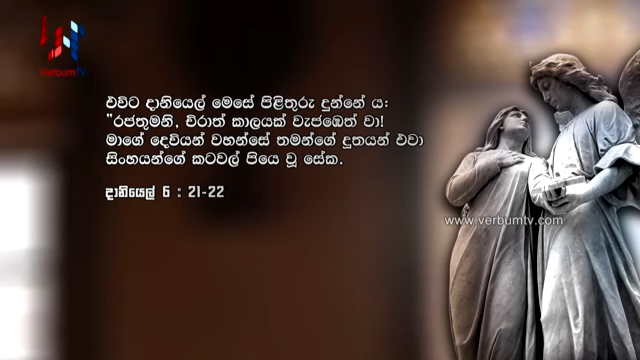 VerbumTV
එවිට දානියෙල් මෙසේ පිළිතුරු දුන්නේ ය:
"රජතුමනි, චිරාත් කාලයක් වැජඹෙත් වා!
මාගේ දෙවියන් වහන්සේ තමන්ගේ දූතයන් එවා
සිංහයන්ගේ කටවල් පියෙ වූ සේක.
දානියෙල් 6 : 21-22
www.verbumtv.com